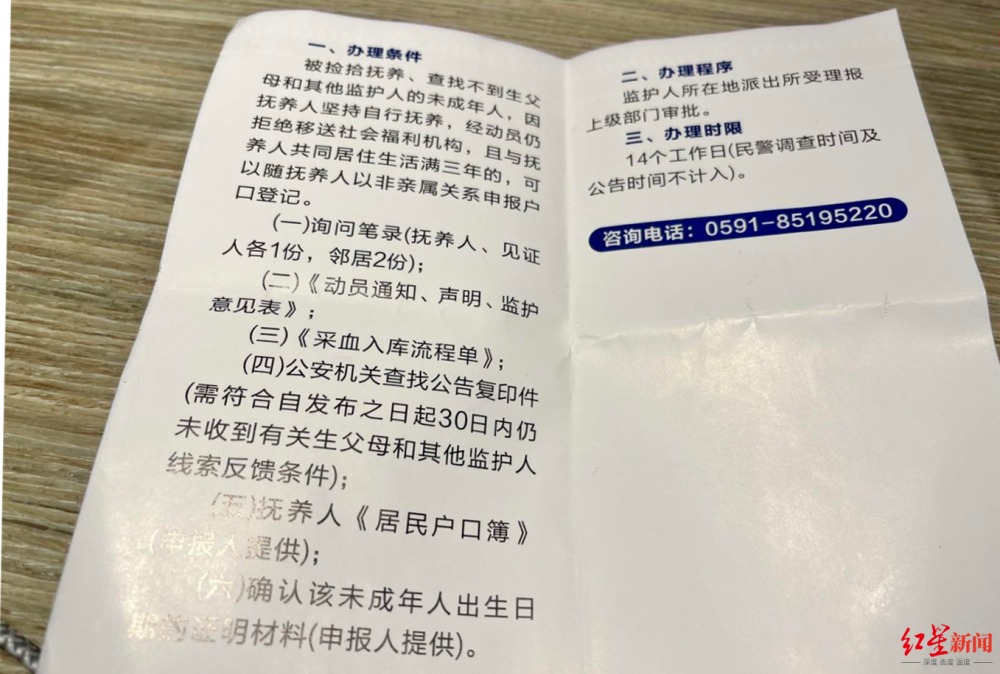 一、办理条件
被捡拾抚养、查找不到生父
母和其他监护人的未成年人，因
抚养人坚持自行抚养，经动员仍
拒绝移送社会福利机构，且与抚
养人共同居住生活满三年的，可
以随抚养人以非亲属关系申报户
口登记。
(一)询问笔录(抚养人、见证
人各1份，邻居2份)；
(二)《动员通知、声明、监护
意见表》；
(三)《采血入库流程单》；
(四)公安机关查找公告复印件
(需符合自发布之日起30日内仍
未收到有关生父母和其他监护人
线索反馈条件)；
(五)抚养人《居民户口簿》
(申报人提供)；
(六)确认该未成年人出生日
期的证明材料(申报人提供)。
二、办理程序
监护人所在地派出所受理报
上级部门审批。
三、办理时限
14个工作日(民警调查时间及
公告时间不计入)。
咨询电话：0591-85195220
红星新闻
深度 态度 温度